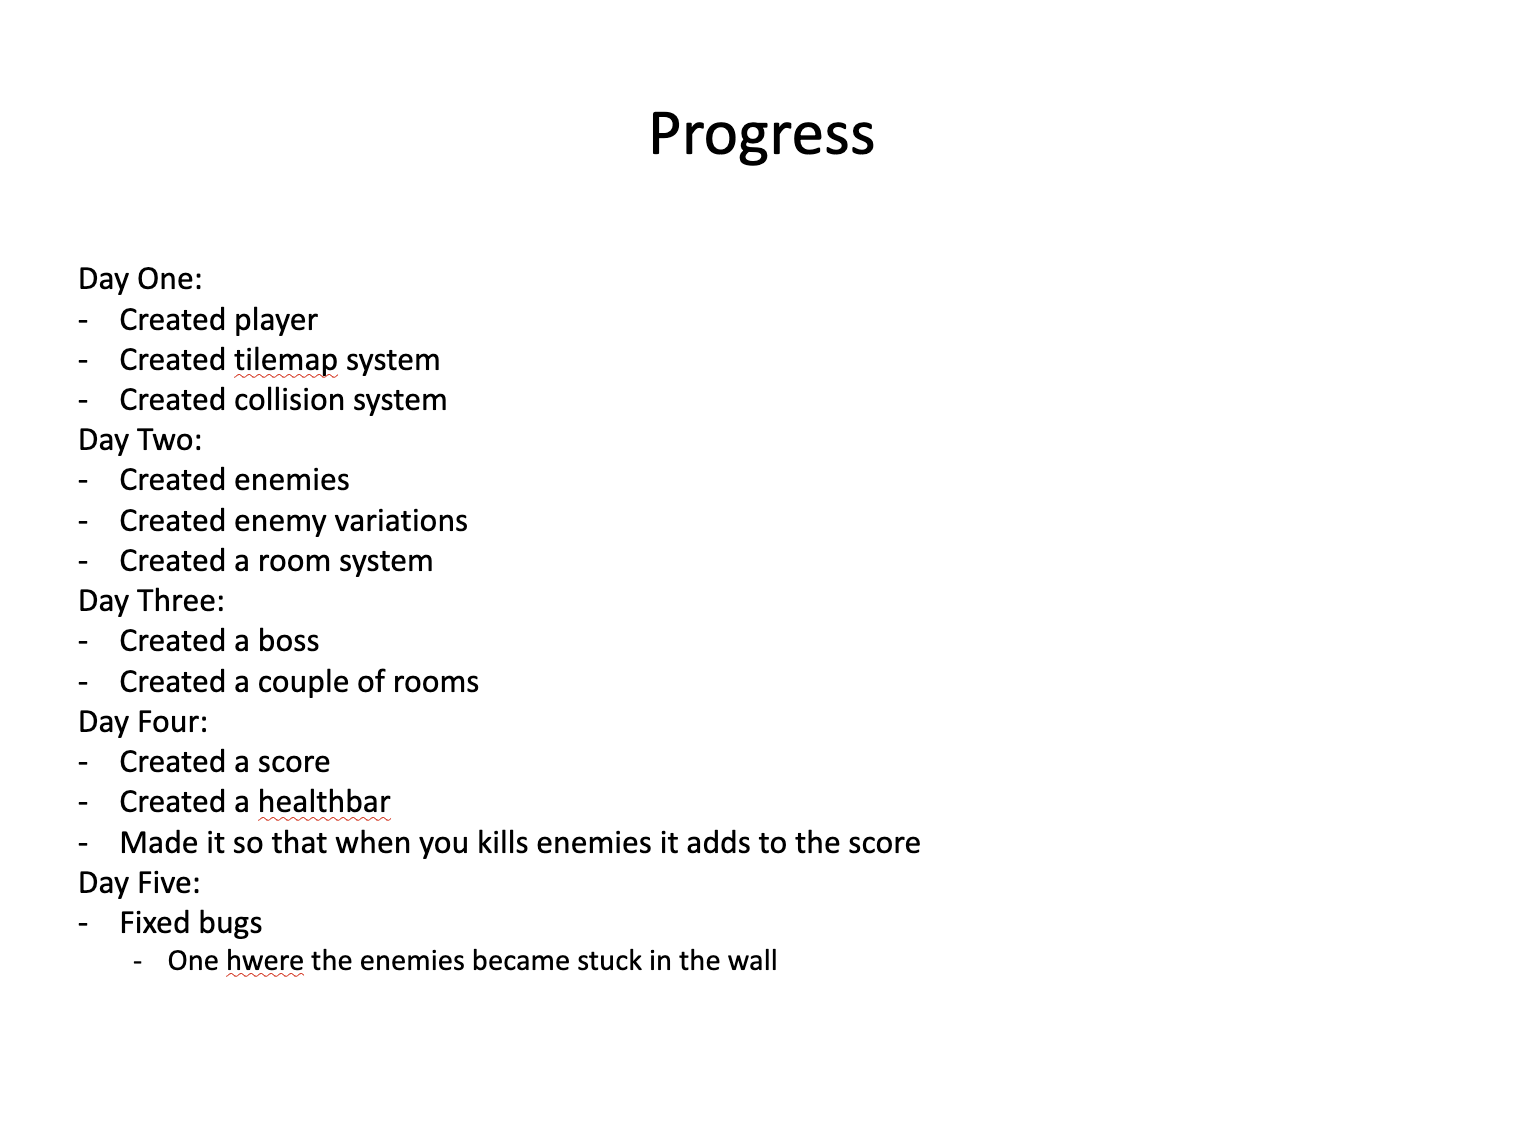 Progress
Day One:
- Created player
- Created tilemap system
- Created collision system
Day Two:
- Created enemies
- Created enemy variations
- Created a room system
Day Three:
- Created a boss
- Created a couple of rooms
Day Four:
- Created a score
- Created a healthbar
- Made it so that when you kills enemies it adds to the score
Day Five:
- Fixed bugs
- One hwere the enemies became stuck in the wall